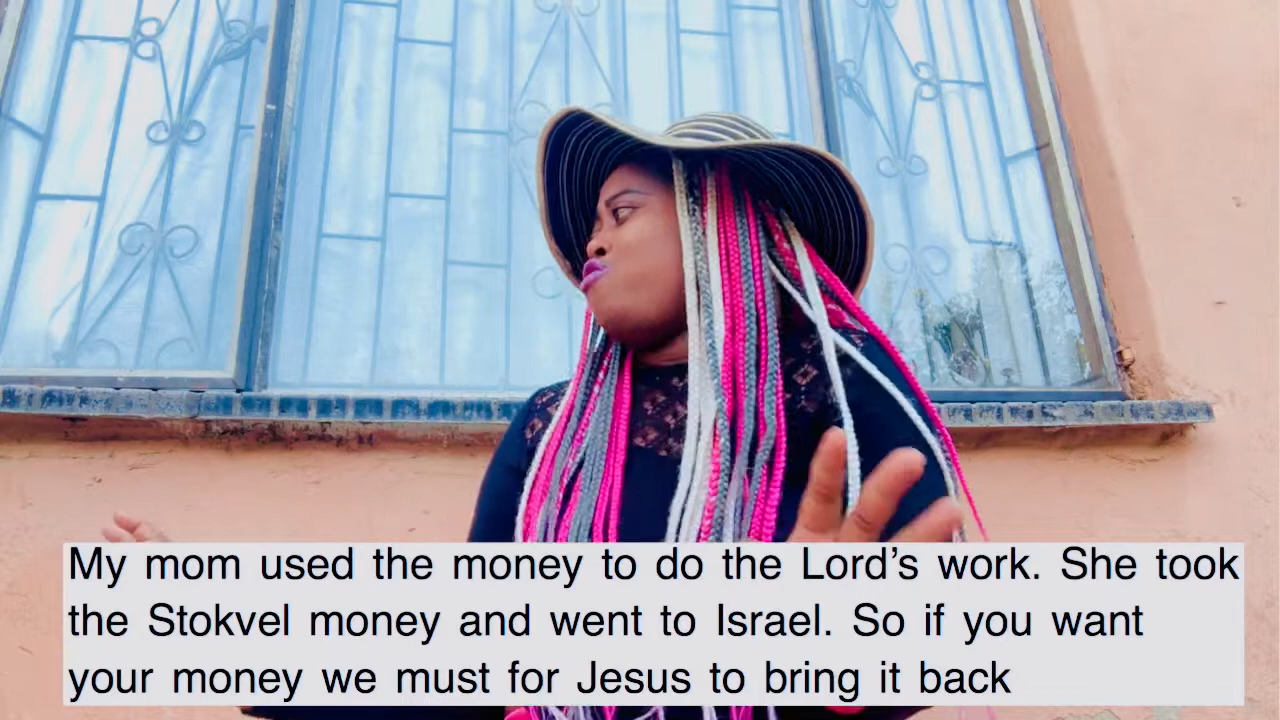 My mom used the money to do the Lord’s work. She took
the Stokvel money and went to Israel. So if you want
your money we must for Jesus to bring it back